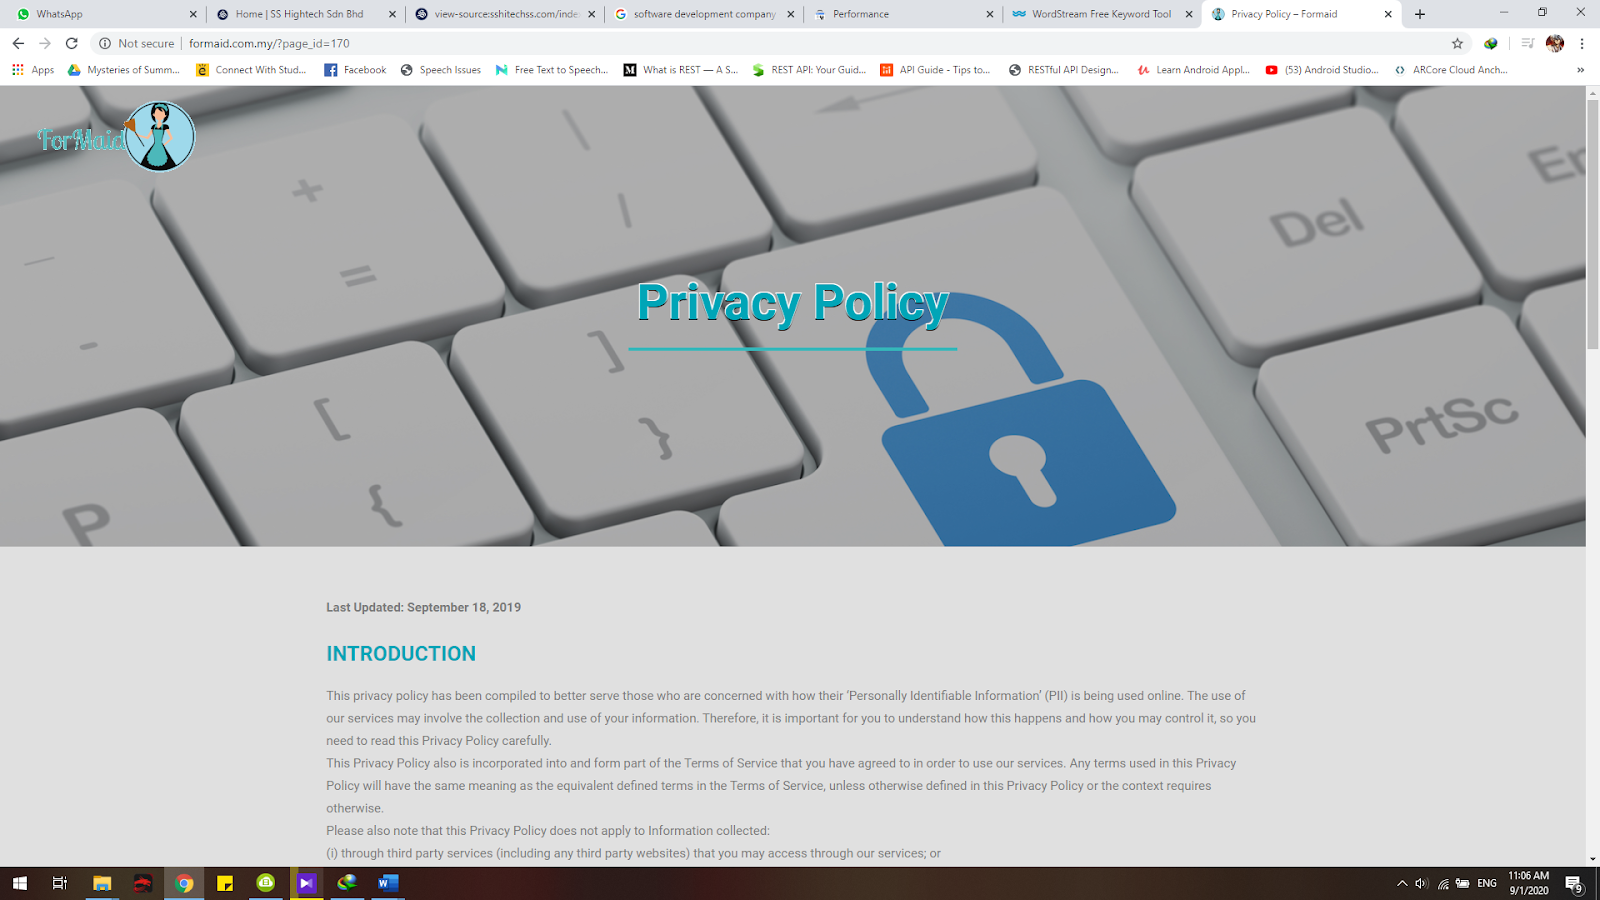 WhatsApp
Home | SS Hightech Sdn Bhd
view-source:sshitechss.com/inde
software development company
Performance
WordStream Free Keyword Tool
Privacy Policy – Formaid
Not secure
formaid.com.my/?page_id=170
Apps
Mysteries of Summ...
Connect With Stud...
Facebook
Speech Issues
Free Text to Speech...
What is REST — A S...
REST API: Your Guid...
API Guide - Tips to...
RESTful API Design...
Learn Android Appl...
(53) Android Studio...
ARCore Cloud Anch...
»
ForMaid
+
=
|
Del
En
_
-
Privacy Policy
[
{
]
}
PrtSc
P
Last Updated: September 18, 2019
INTRODUCTION
This privacy policy has been compiled to better serve those who are concerned with how their ‘Personally Identifiable Information’ (PII) is being used online. The use of
our services may involve the collection and use of your information. Therefore, it is important for you to understand how this happens and how you may control it, so you
need to read this Privacy Policy carefully.
This Privacy Policy also is incorporated into and form part of the Terms of Service that you have agreed to in order to use our services. Any terms used in this Privacy
Policy will have the same meaning as the equivalent defined terms in the Terms of Service, unless otherwise defined in this Privacy Policy or the context requires
otherwise.
Please also note that this Privacy Policy does not apply to Information collected:
(i) through third party services (including any third party websites) that you may access through our services; or
ENG
11:06 AM
9/1/2020
9